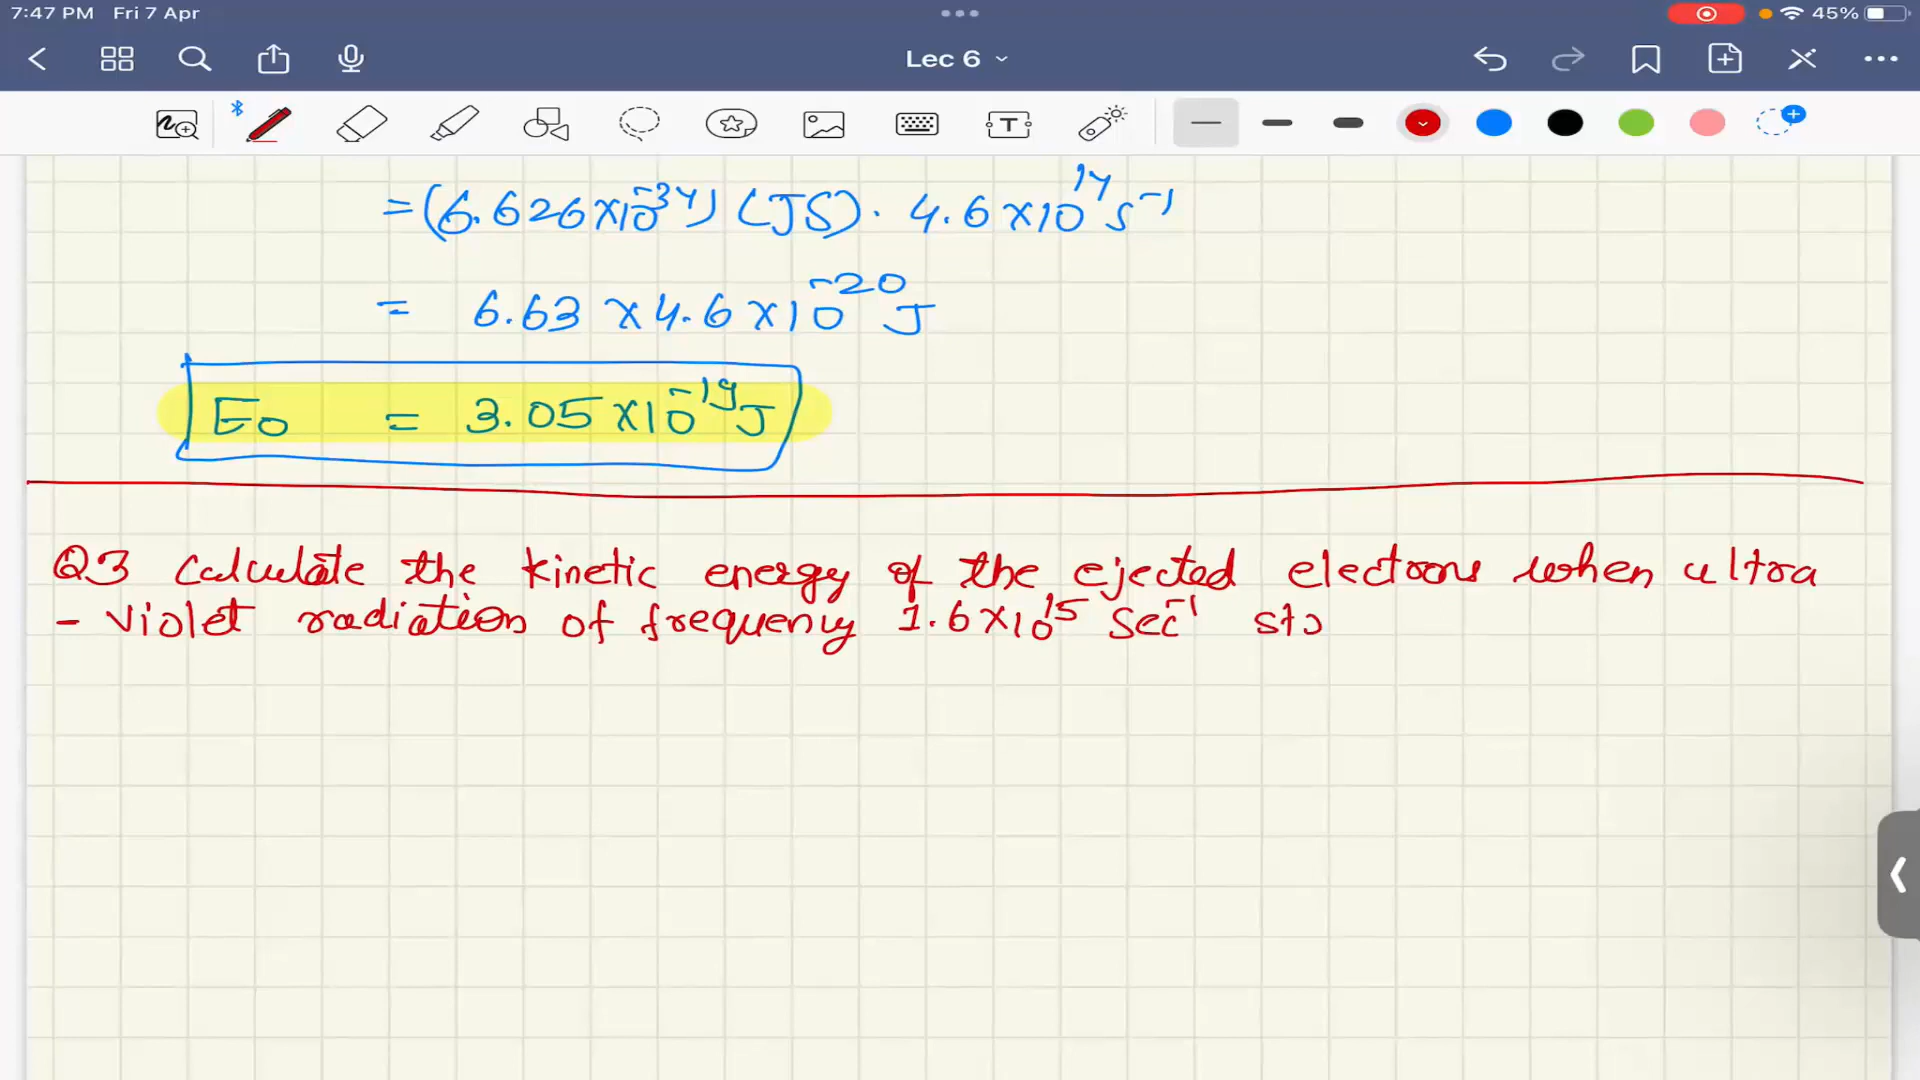 7:47 PM Fri 7 Apr
45%
Lec 6
= (6.626×10⁻³⁴) (JS) · 4.6×10¹⁴ s⁻¹
= 6.63 × 4.6 × 10⁻²⁰ J
E₀ = 3.05 × 10⁻¹⁹ J
Q3 Calculate the kinetic energy of the ejected electrons when ultra
- violet radiation of frequency 1.6×10¹⁵ Sec⁻¹